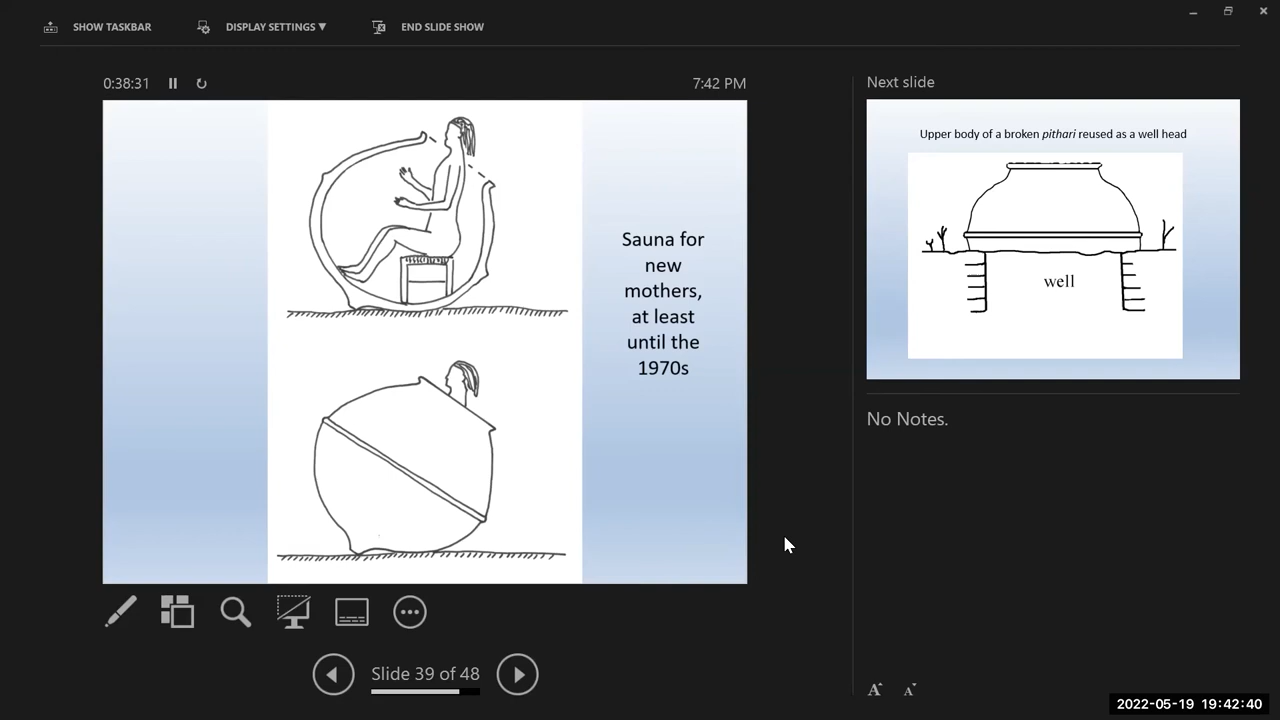 SHOW TASKBAR
DISPLAY SETTINGS ▼
END SLIDE SHOW
0:38:31
7:42 PM
Sauna for
new
mothers,
at least
until the
1970s
Slide 39 of 48
Next slide
Upper body of a broken pithari reused as a well head
well
No Notes.
A A
2022-05-19 19:42:40